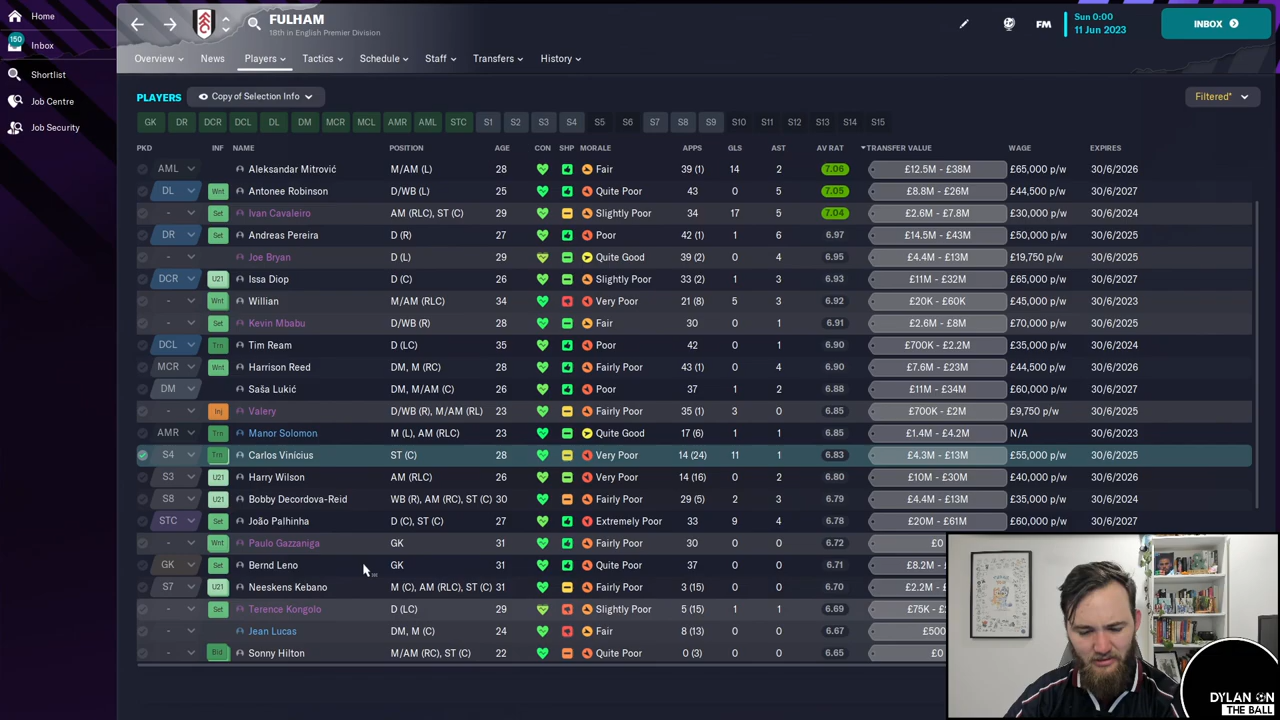 Home
FULHAM
18th in English Premier Division
FM
Sun 0:00
11 Jun 2023
INBOX
150
Inbox
Overview
News
Players
Tactics
Schedule
Staff
Transfers
History
Shortlist
Job Centre
Job Security
PLAYERS
Copy of Selection Info
Filtered*
GK DR DCR DCL DL DM MCR MCL AMR AML STC S1 S2 S3 S4 S5 S6 S7 S8 S9 S10 S11 S12 S13 S14 S15
PKD INF NAME POSITION AGE CON SHP MORALE APPS GLS AST AV RAT TRANSFER VALUE WAGE EXPIRES
AML Aleksandar Mitrović M/AM (L) 28 Fair 39 (1) 14 2 7.06 £12.5M - £38M £65,000 p/w 30/6/2026
DL Wnt Antonee Robinson D/WB (L) 25 Quite Poor 43 0 5 7.05 £8.8M - £26M £44,500 p/w 30/6/2026
- Set Ivan Cavaleiro AM (RLC), ST (C) 29 Slightly Poor 34 17 5 7.04 £2.6M - £7.8M £30,000 p/w 30/6/2024
DR Set Andreas Pereira D (R) 27 Poor 42 (1) 1 6 6.97 £14.5M - £43M £50,000 p/w 30/6/2026
- Joe Bryan D (L) 29 Quite Good 39 (2) 0 4 6.95 £4.4M - £13M £19,750 p/w 30/6/2025
DCR U21 Issa Diop D (C) 26 Slightly Poor 33 (2) 1 3 6.93 £11M - £32M £65,000 p/w 30/6/2027
- Wnt Willian M/AM (RLC) 34 Very Poor 21 (8) 5 3 6.92 £20K - £60K £45,000 p/w 30/6/2023
- Set Kevin Mbabu D/WB (R) 28 Fair 30 0 1 6.91 £2.6M - £8M £70,000 p/w 30/6/2025
DCL Trn Tim Ream D (LC) 35 Poor 42 0 1 6.90 £700K - £2.2M £35,000 p/w 30/6/2024
MCR Wnt Harrison Reed DM, M (RC) 28 Fairly Poor 43 (1) 0 4 6.90 £7.6M - £23M £44,500 p/w 30/6/2026
DM Saša Lukić DM, M/AM (C) 26 Poor 37 1 2 6.88 £11M - £34M £60,000 p/w 30/6/2026
- Inj Valery D/WB (R), M/AM (RL) 23 Fairly Poor 35 (1) 3 0 6.85 £700K - £2M £9,750 p/w 30/6/2025
AMR Trn Manor Solomon M (L), AM (RLC) 23 Quite Good 17 (6) 1 1 6.85 £1.4M - £4.2M N/A 30/6/2023
S4 Trn Carlos Vinícius ST (C) 28 Very Poor 14 (24) 11 1 6.83 £4.3M - £13M £55,000 p/w 30/6/2025
S3 U21 Harry Wilson AM (RLC) 26 Very Poor 14 (16) 0 2 6.80 £10M - £30M £40,000 p/w 30/6/2026
S8 U21 Bobby Decordova-Reid WB (R), AM (RC), ST (C) 30 Very Poor 29 (5) 2 3 6.79 £4.4M - £13M £35,000 p/w 30/6/2024
STC Set João Palhinha D (C), ST (C) 27 Extremely Poor 33 9 4 6.78 £20M - £61M £60,000 p/w 30/6/2027
- Wnt Paulo Gazzaniga GK 31 Fairly Poor 30 0 0 6.72 £0
GK Set Bernd Leno GK 31 Quite Poor 37 0 0 6.71 £8.2M -
S7 U21 Neeskens Kebano M (C), AM (RLC), ST (C) 31 Fairly Poor 3 (15) 0 0 6.70 £2.2M -
- Set Terence Kongolo D (LC) 29 Slightly Poor 5 (15) 1 1 6.69 £75K -
- Jean Lucas DM, M (C) 24 Fair 8 (13) 0 0 6.67
- Bid Sonny Hilton M/AM (RC), ST (C) 22 Quite Poor 0 (3) 0 0 6.65 £0
DYLAN ON
THE BALL